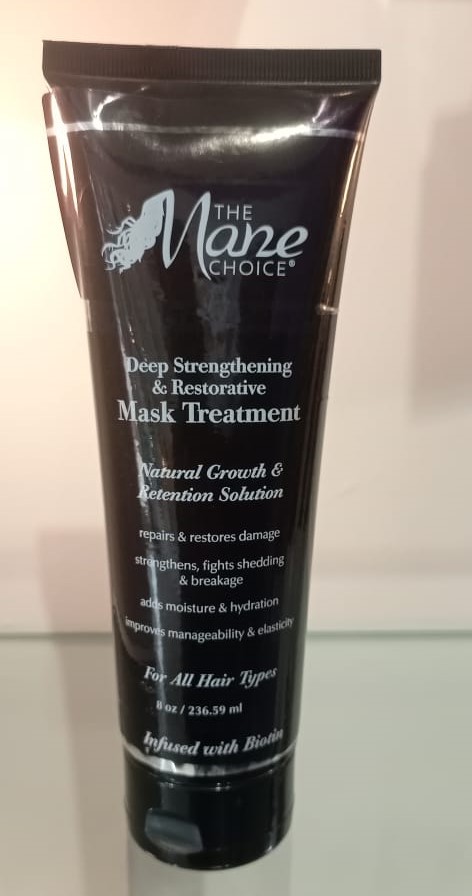 THE
Mane
CHOICE®
Deep Strengthening
& Restorative
Mask Treatment
Natural Growth &
Retention Solution
repairs & restores damage
strengthens, fights shedding
& breakage
adds moisture & hydration
improves manageability & elasticity
For All Hair Types
8 oz / 236.59 ml
Infused with Biotin